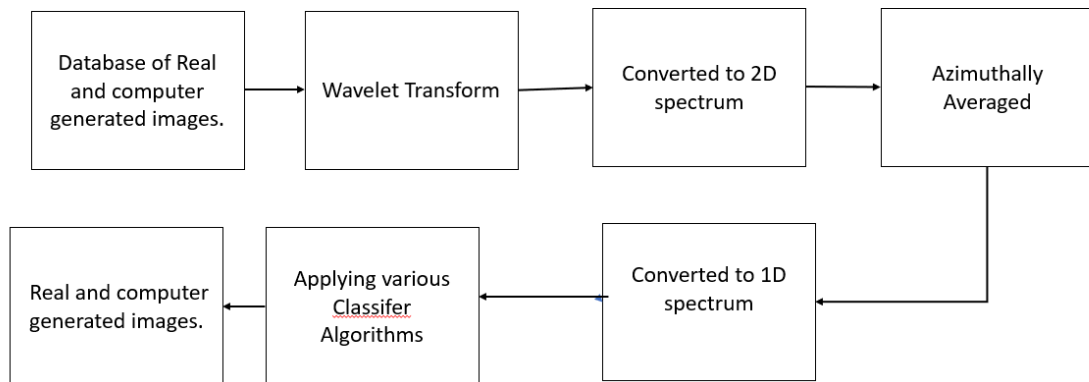 Database of Real
and computer
generated images.
Wavelet Transform
Converted to 2D
spectrum
Azimuthally
Averaged
Converted to 1D
spectrum
Applying various
Classifer
Algorithms
Real and computer
generated images.